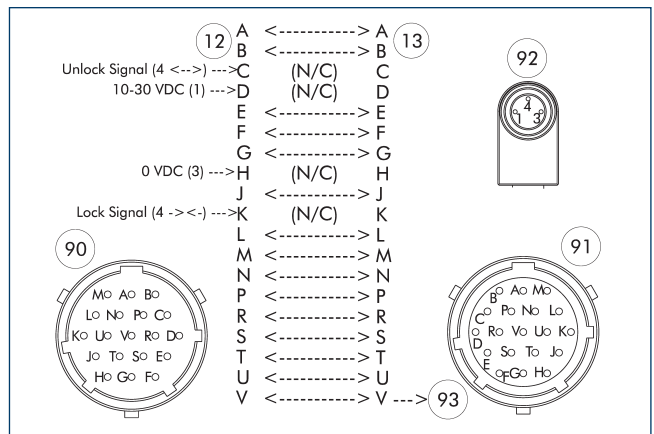 12 A <-----------> A 13
B <-----------> B
Unlock Signal (4 <-->) --->C (N/C) C
10-30 VDC (1) --->D (N/C) D
E <-----------> E
F <-----------> F
G <-----------> G
0 VDC (3) --->H (N/C) H
J <-----------> J
Lock Signal (4 -><-) --->K (N/C) K
L <-----------> L
M <-----------> M
N <-----------> N
P <-----------> P
R <-----------> R
S <-----------> S
T <-----------> T
U <-----------> U
V <-----------> V ---> 93
92
4
1 3
90
M A B
L N P C
K U V R D
J T S E
H G F
91
B A M
C P N L
D R V U K
E S T J
F G H